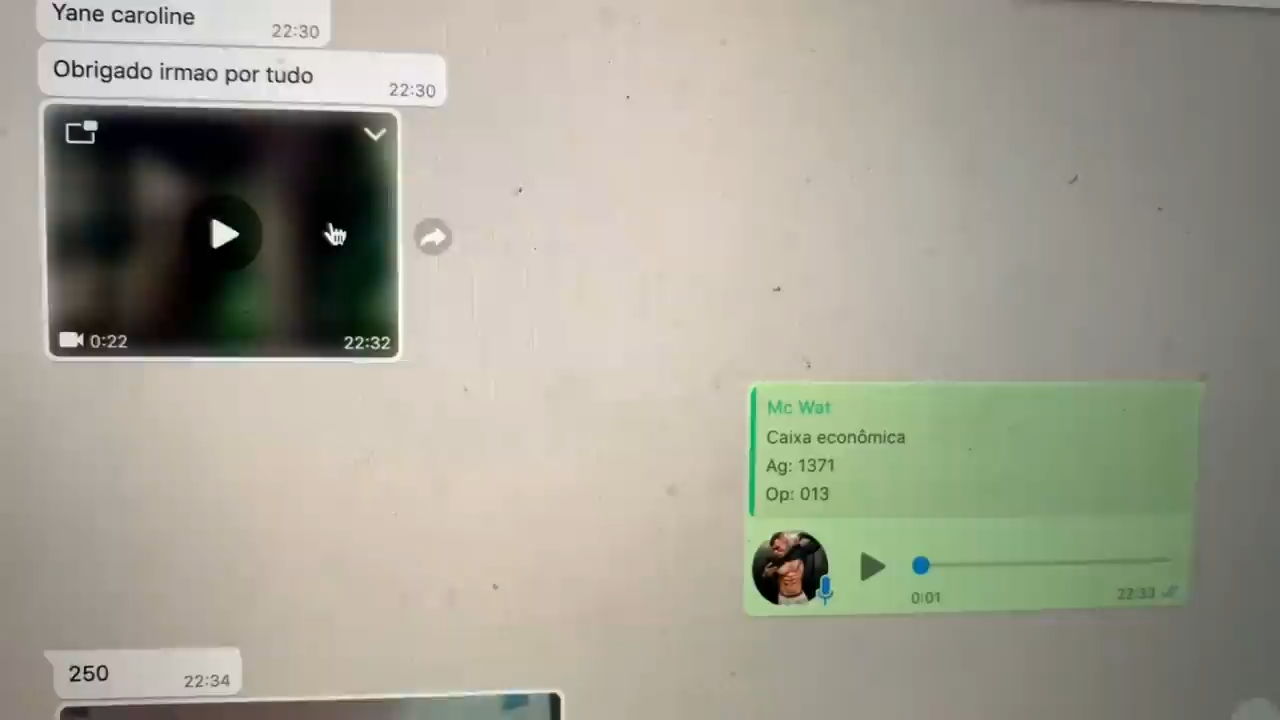 Yane caroline
22:30
Obrigado irmao por tudo
22:30
0:22
22:32
Mc Wat
Caixa econômica
Ag: 1371
Op: 013
0:01
22:33
250
22:34